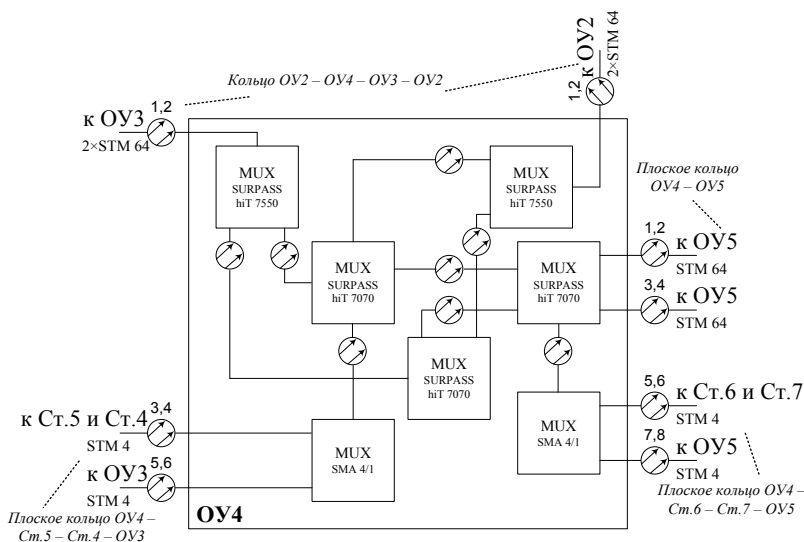 к ОУ2
2×STM 64
1,2
Кольцо ОУ2 – ОУ4 – ОУ3 – ОУ2
1,2
к ОУ3
2×STM 64
MUX
SURPASS
hiT 7550
MUX
SURPASS
hiT 7550
Плоское кольцо
ОУ4 – ОУ5
1,2
к ОУ5
STM 64
MUX
SURPASS
hiT 7070
MUX
SURPASS
hiT 7070
3,4
к ОУ5
STM 64
MUX
SURPASS
hiT 7070
5,6
к Ст.6 и Ст.7
STM 4
к Ст.5 и Ст.4
3,4
STM 4
MUX
SMA 4/1
MUX
SMA 4/1
7,8
к ОУ5
STM 4
к ОУ3
5,6
STM 4
Плоское кольцо ОУ4 –
Ст.5 – Ст.4 – ОУ3
ОУ4
Плоское кольцо ОУ4 –
Ст.6 – Ст.7 – ОУ5